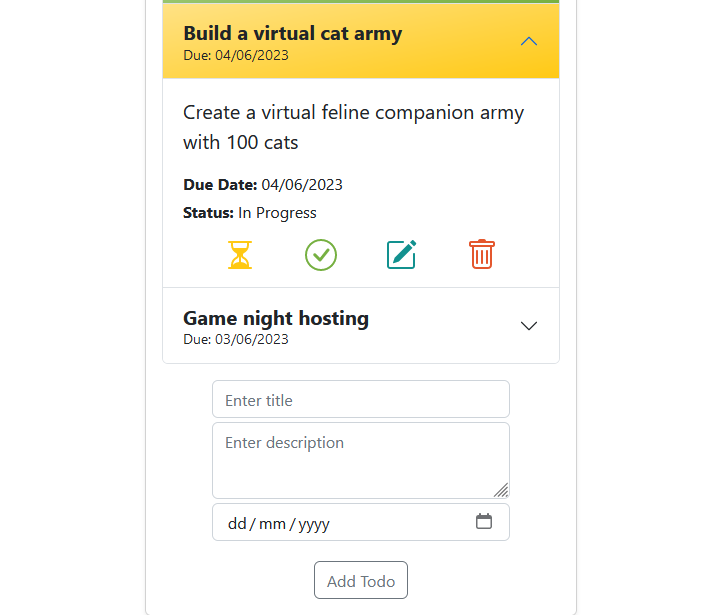 Build a virtual cat army
Due: 04/06/2023
Create a virtual feline companion army
with 100 cats
Due Date: 04/06/2023
Status: In Progress
Game night hosting
Due: 03/06/2023
Enter title
Enter description
dd/mm/yyyy
Add Todo